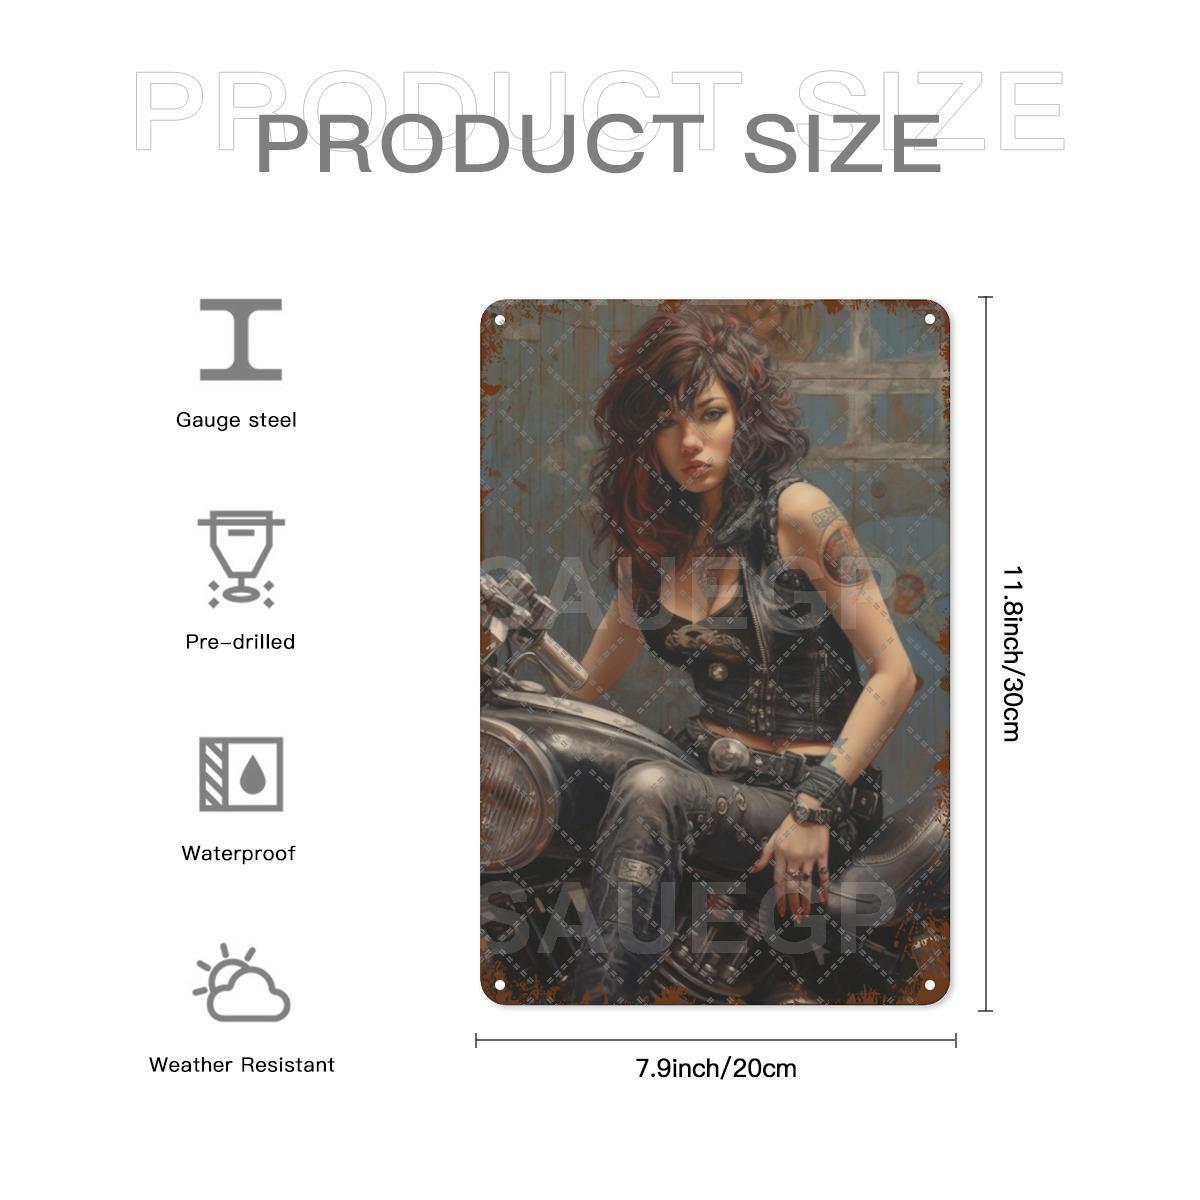 PRODUCT SIZE
PRODUCT SIZE
Gauge steel
Pre-drilled
Waterproof
Weather Resistant
SAUEGP
SAUEGP
11.8inch/30cm
7.9inch/20cm